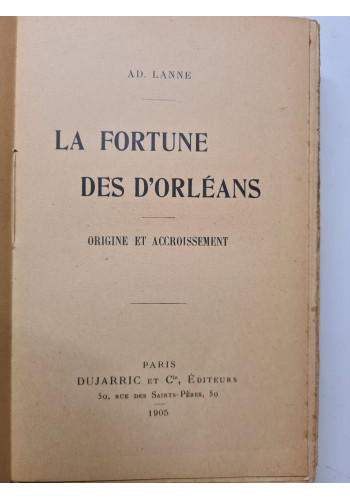 AD. LANNE
LA FORTUNE
DES D'ORLÉANS
ORIGINE ET ACCROISSEMENT
PARIS
DUJARRIC ET Cie, ÉDITEURS
50, RUE DES SAINTS-PÈRES, 50
1905